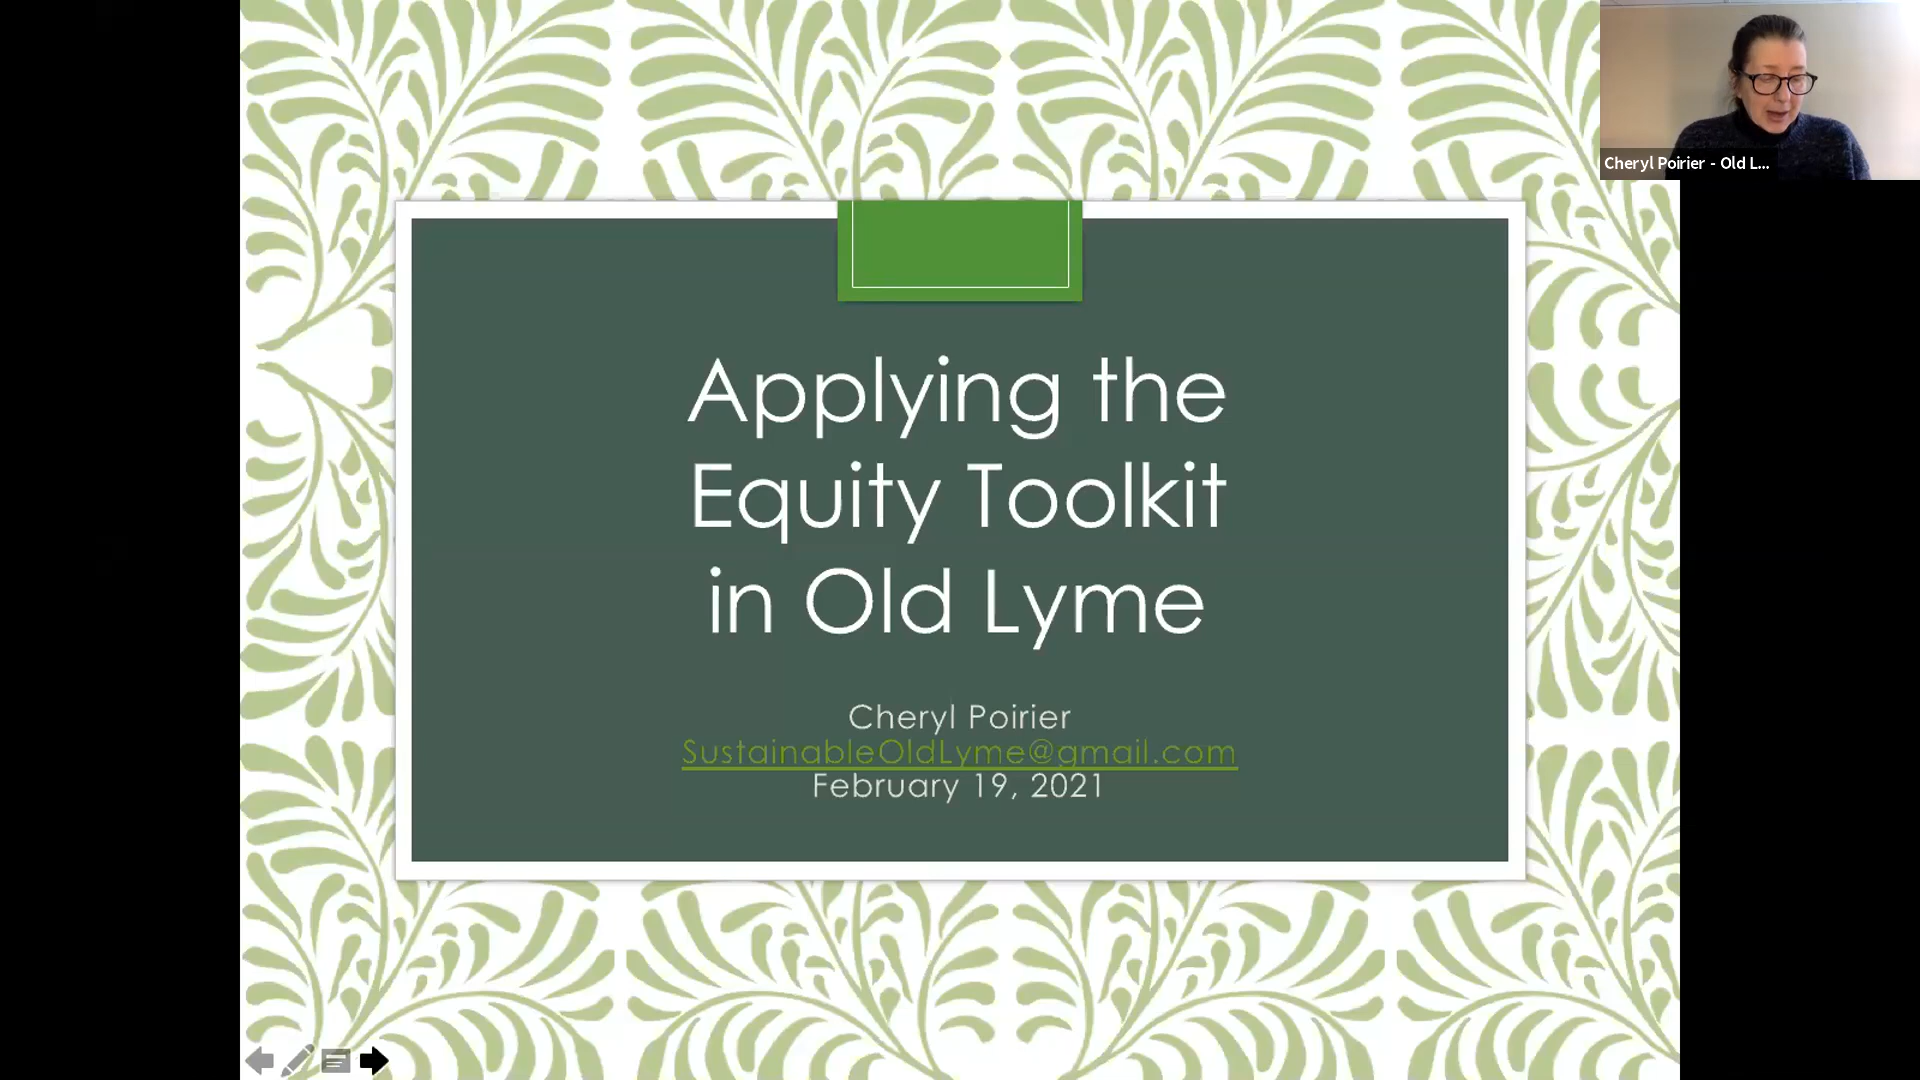 Cheryl Poirier - Old L...
Applying the
Equity Toolkit
in Old Lyme
Cheryl Poirier
SustainableOldLyme@gmail.com
February 19, 2021